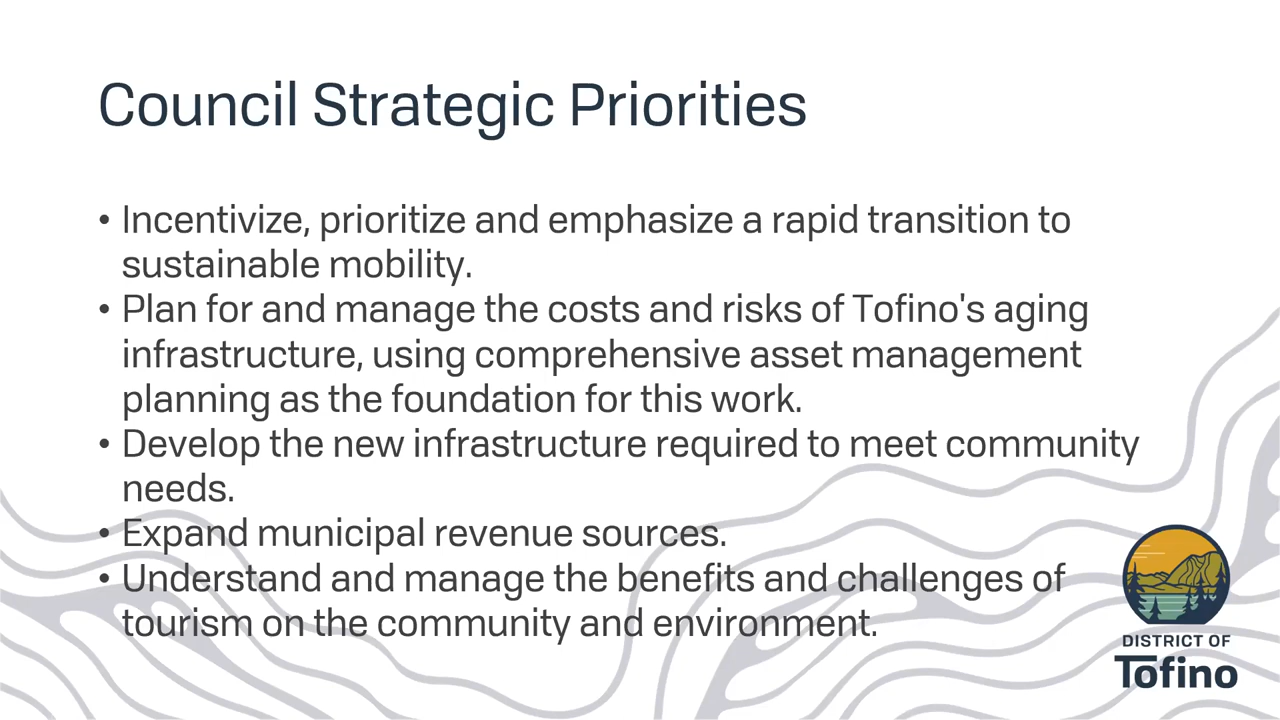 Council Strategic Priorities
• Incentivize, prioritize and emphasize a rapid transition to
sustainable mobility.
• Plan for and manage the costs and risks of Tofino's aging
infrastructure, using comprehensive asset management
planning as the foundation for this work.
• Develop the new infrastructure required to meet community
needs.
• Expand municipal revenue sources.
• Understand and manage the benefits and challenges of
tourism on the community and environment.
DISTRICT OF
Tofino